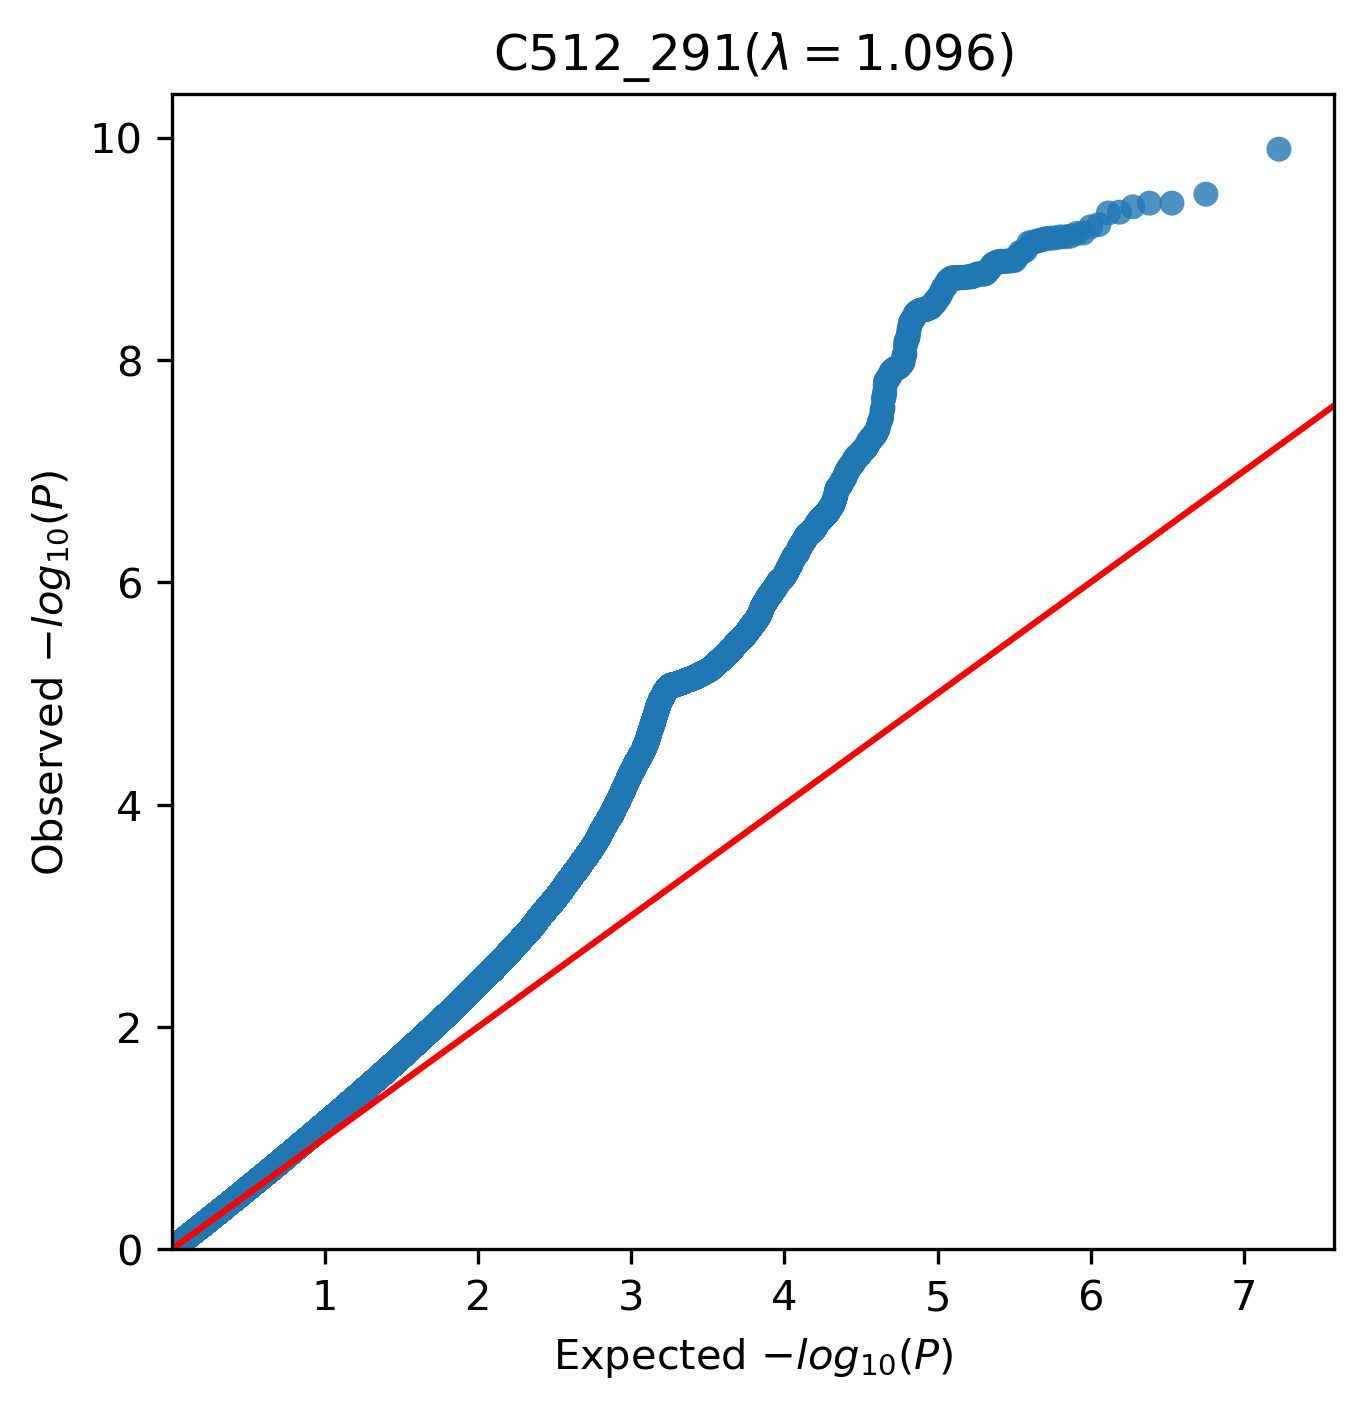 C512_291(λ = 1.096)
10
8
6
4
2
0
Observed −log₁₀(P)
1 2 3 4 5 6 7
Expected −log₁₀(P)